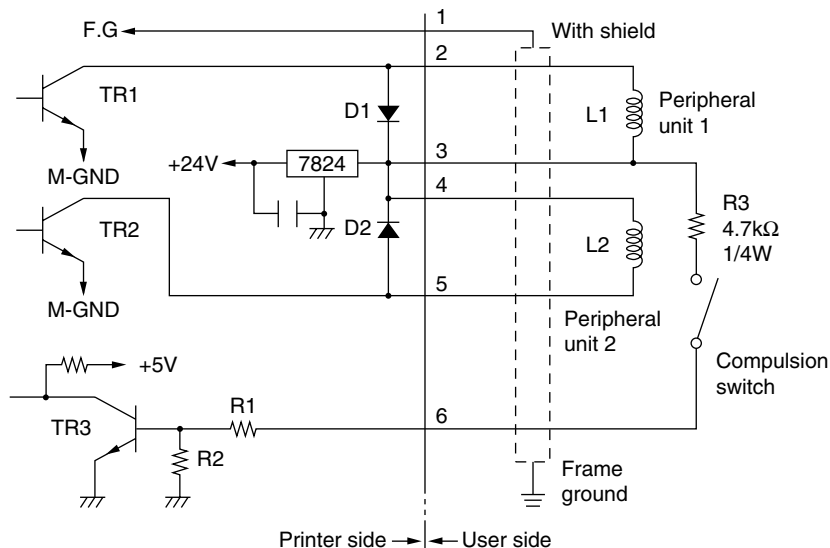 F.G
1
With shield
2
TR1
D1
L1
Peripheral
unit 1
+24V
7824
3
M-GND
4
R3
4.7kΩ
1/4W
TR2
D2
L2
M-GND
5
Peripheral
unit 2
+5V
Compulsion
switch
R1
6
TR3
R2
Frame
ground
Printer side
User side